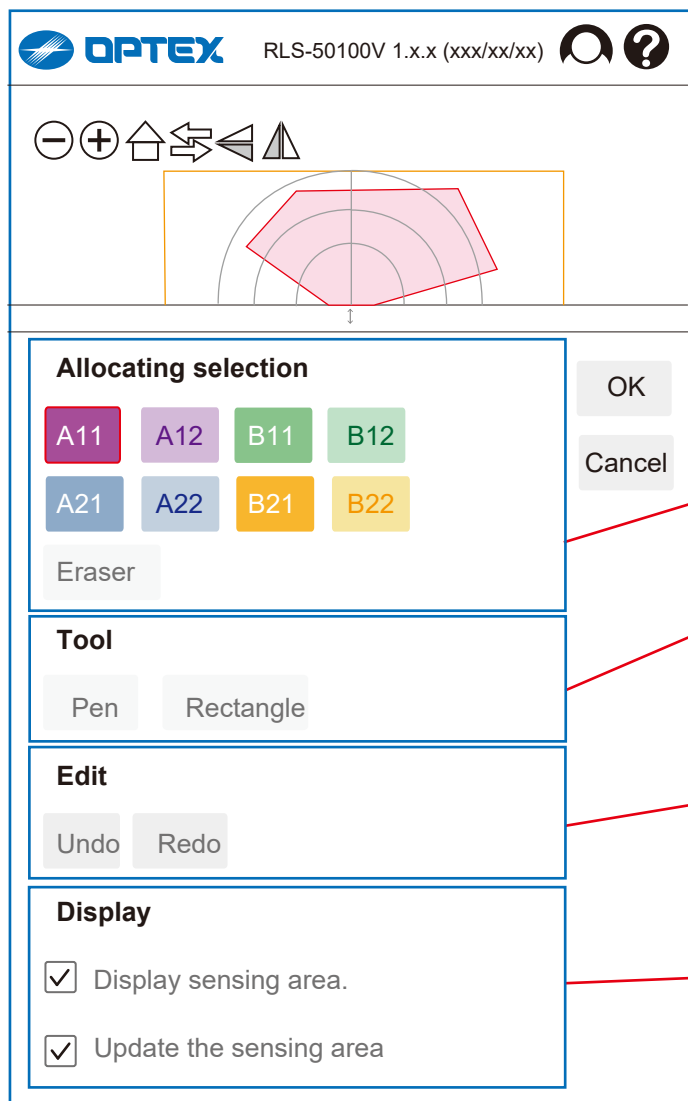 OPTEX RLS-50100V 1.x.x (xxx/xx/xx) ?
Allocating selection
OK
A11 A12 B11 B12
Cancel
A21 A22 B21 B22
Eraser
Tool
Pen Rectangle
Edit
Undo Redo
Display
Display sensing area.
Update the sensing area